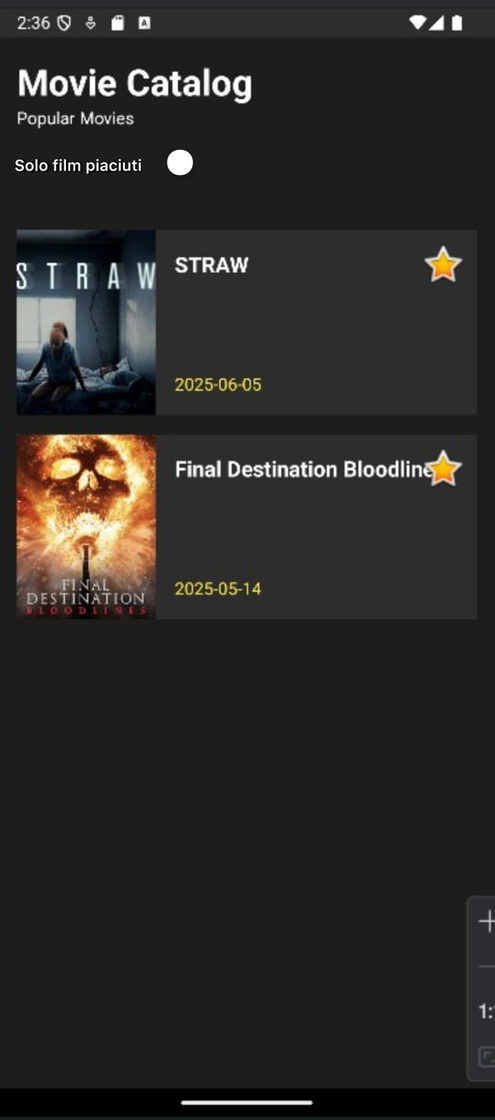 2:36
A
Movie Catalog
Popular Movies
Solo film piaciuti
STRAW
STRAW
2025-06-05
Final Destination Bloodline
2025-05-14
FINAL
DESTINATION
BLOODLINES
1: